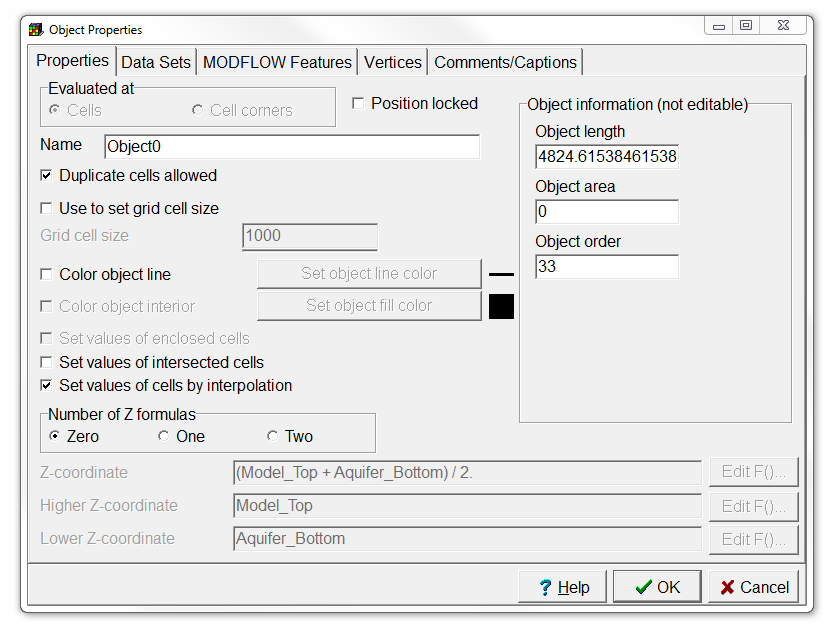 Object Properties
Properties Data Sets MODFLOW Features Vertices Comments/Captions
Evaluated at
Cells Cell corners
Position locked
Name Object0
Duplicate cells allowed
Use to set grid cell size
Grid cell size 1000
Color object line Set object line color
Color object interior Set object fill color
Set values of enclosed cells
Set values of intersected cells
Set values of cells by interpolation
Number of Z formulas
Zero One Two
Object information (not editable)
Object length
4824.61538461538
Object area
0
Object order
33
Z-coordinate (Model_Top + Aquifer_Bottom) / 2. Edit F()...
Higher Z-coordinate Model_Top Edit F()...
Lower Z-coordinate Aquifer_Bottom Edit F()...
? Help OK Cancel